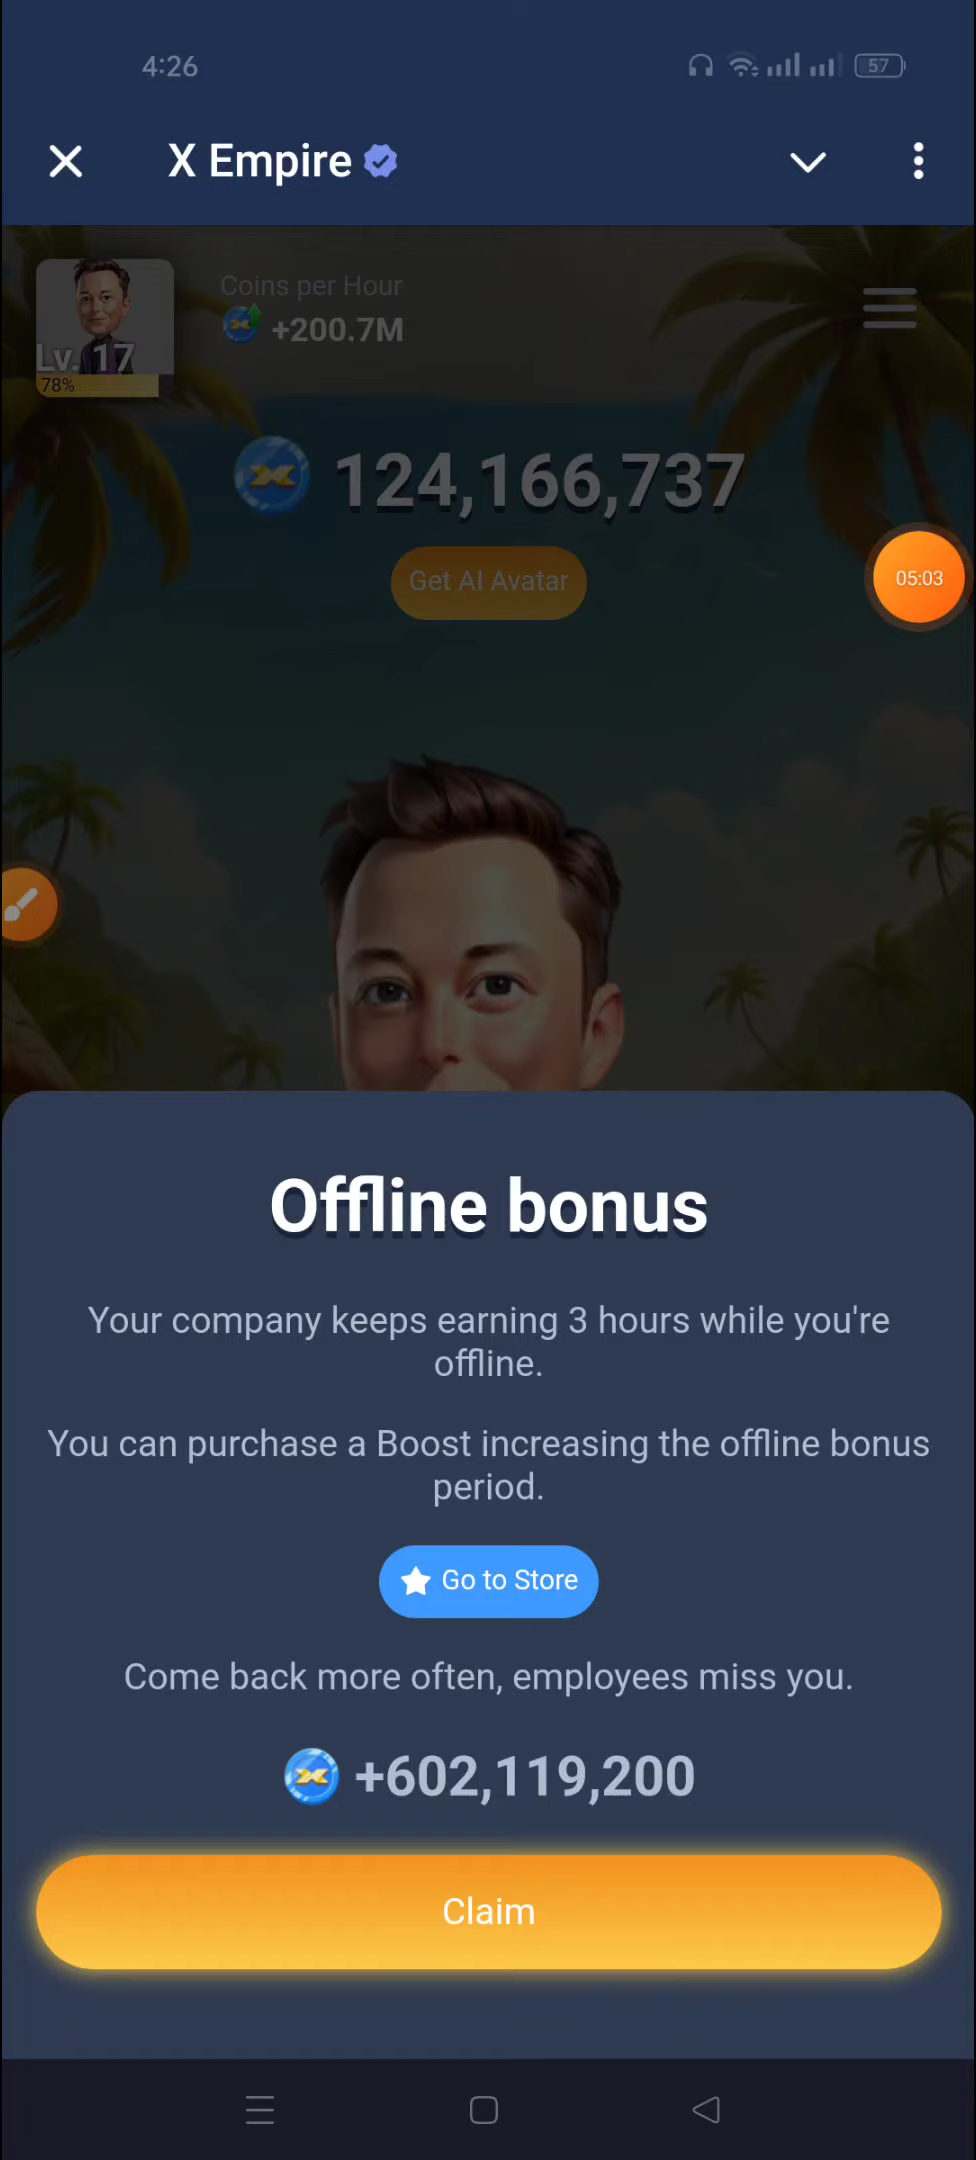 4:26
57
X Empire
Coins per Hour
+200.7M
Lv. 17
78%
124,166,737
Get AI Avatar
05:03
Offline bonus
Your company keeps earning 3 hours while you're
offline.
You can purchase a Boost increasing the offline bonus
period.
Go to Store
Come back more often, employees miss you.
+602,119,200
Claim